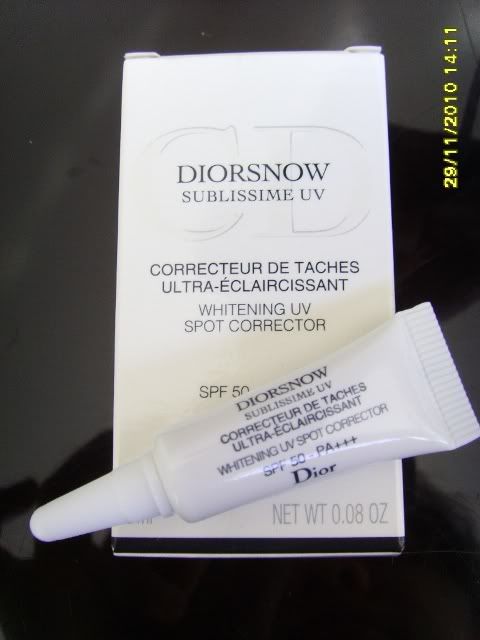 29/11/2010 14:11
CD
DIORSNOW
SUBLISSIME UV
CORRECTEUR DE TACHES
ULTRA-ÉCLAIRCISSANT
WHITENING UV
SPOT CORRECTOR
SPF 50
NET WT 0.08 OZ
DIORSNOW
SUBLISSIME UV
CORRECTEUR DE TACHES
ULTRA-ÉCLAIRCISSANT
WHITENING UV SPOT CORRECTOR
SPF 50 - PA+++
Dior